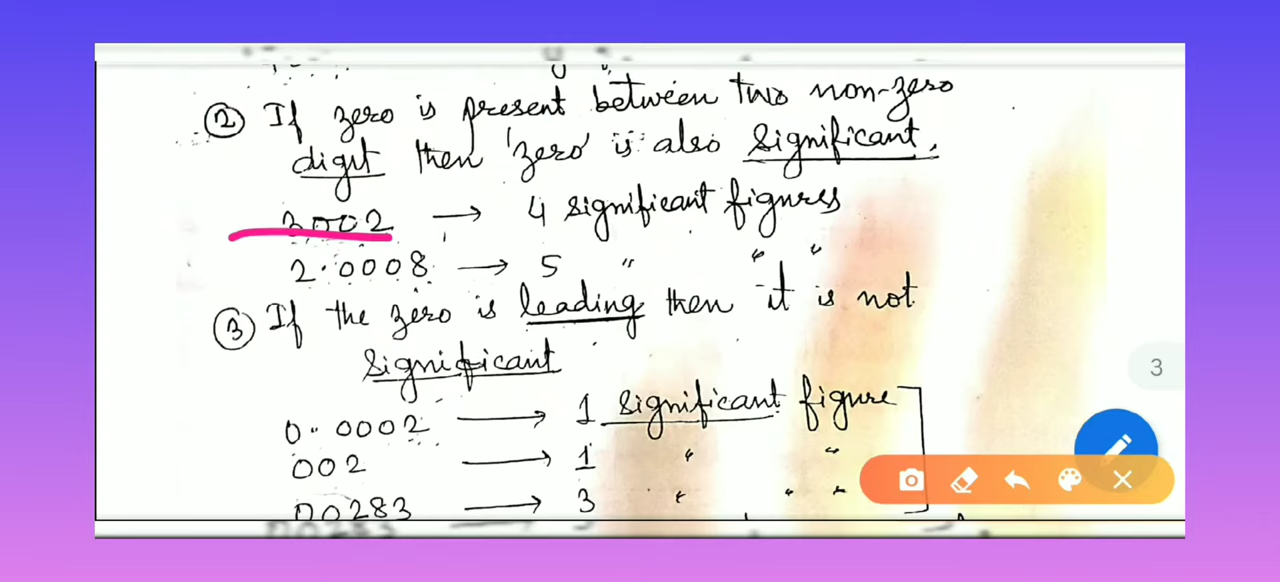 ② If zero is present between two non-zero
digit then 'zero' is also significant.
3002 → 4 significant figures
2.0008 → 5 " " "
③ If the zero is leading then it is not
significant
0.0002 → 1 significant figure
002 → 1 " "
00283 → 3 " " "
3